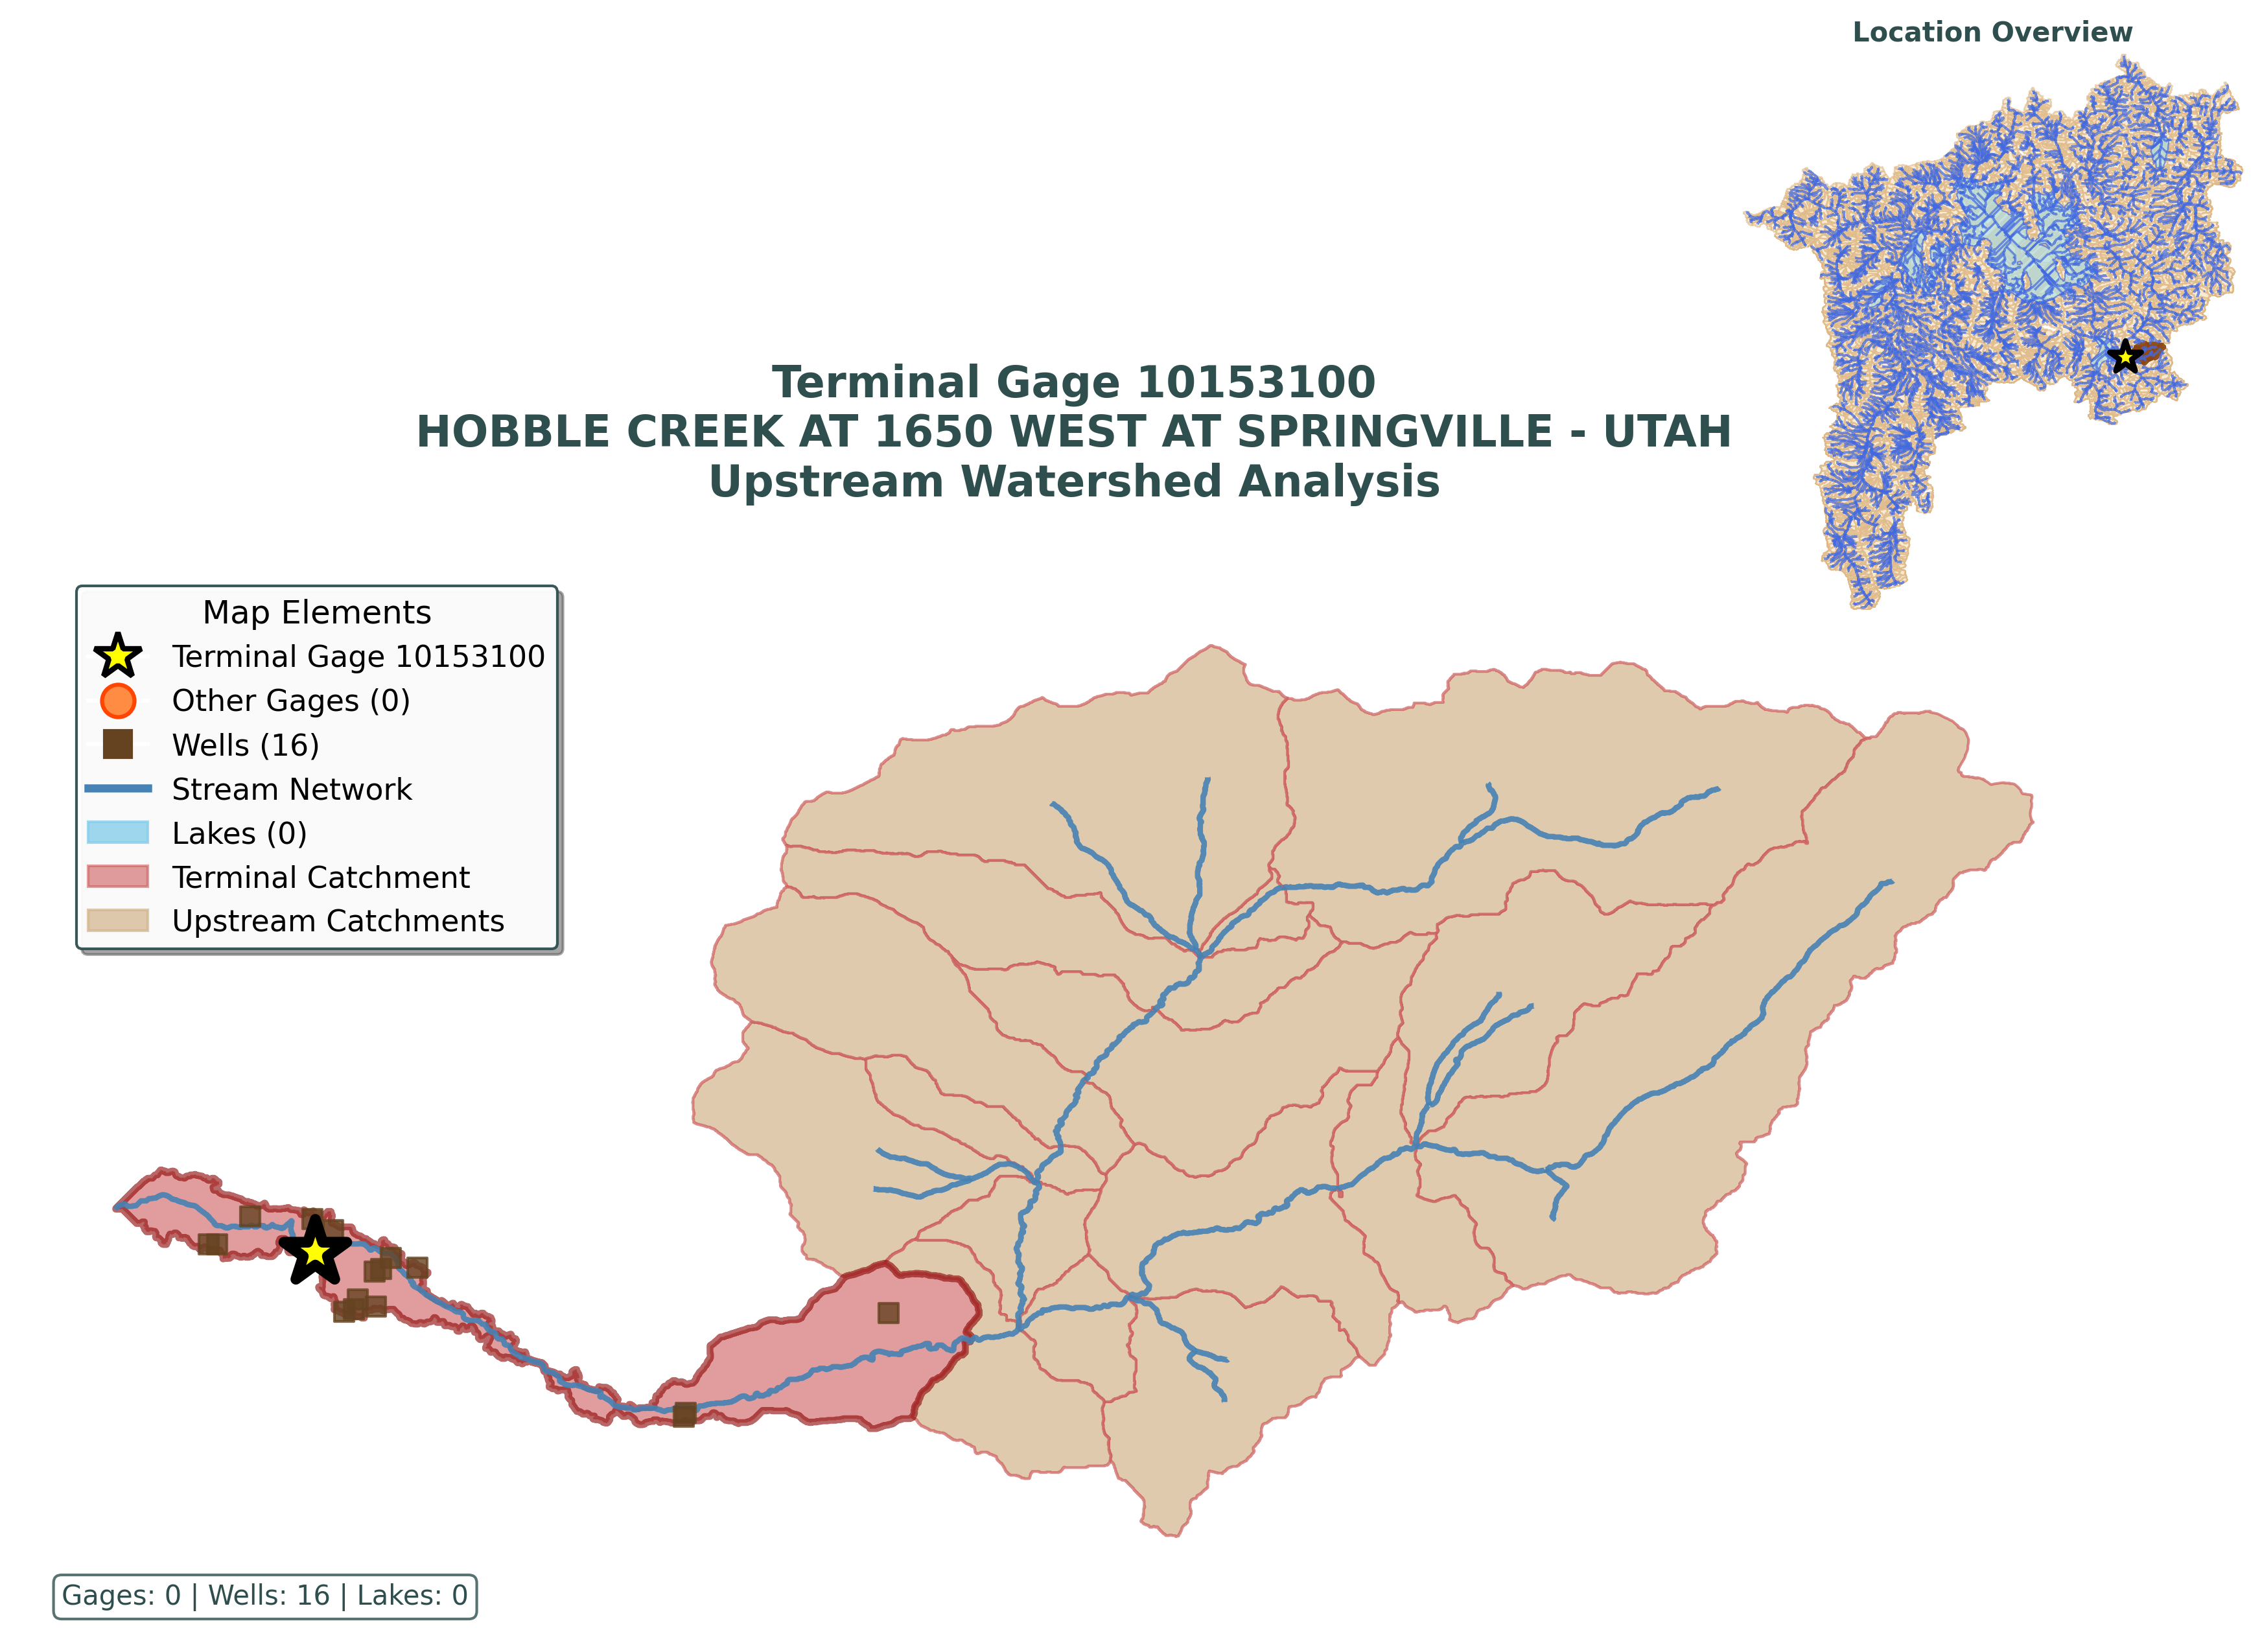 Location Overview
Terminal Gage 10153100
HOBBLE CREEK AT 1650 WEST AT SPRINGVILLE - UTAH
Upstream Watershed Analysis
Map Elements
Terminal Gage 10153100
Other Gages (0)
Wells (16)
Stream Network
Lakes (0)
Terminal Catchment
Upstream Catchments
Gages: 0 | Wells: 16 | Lakes: 0